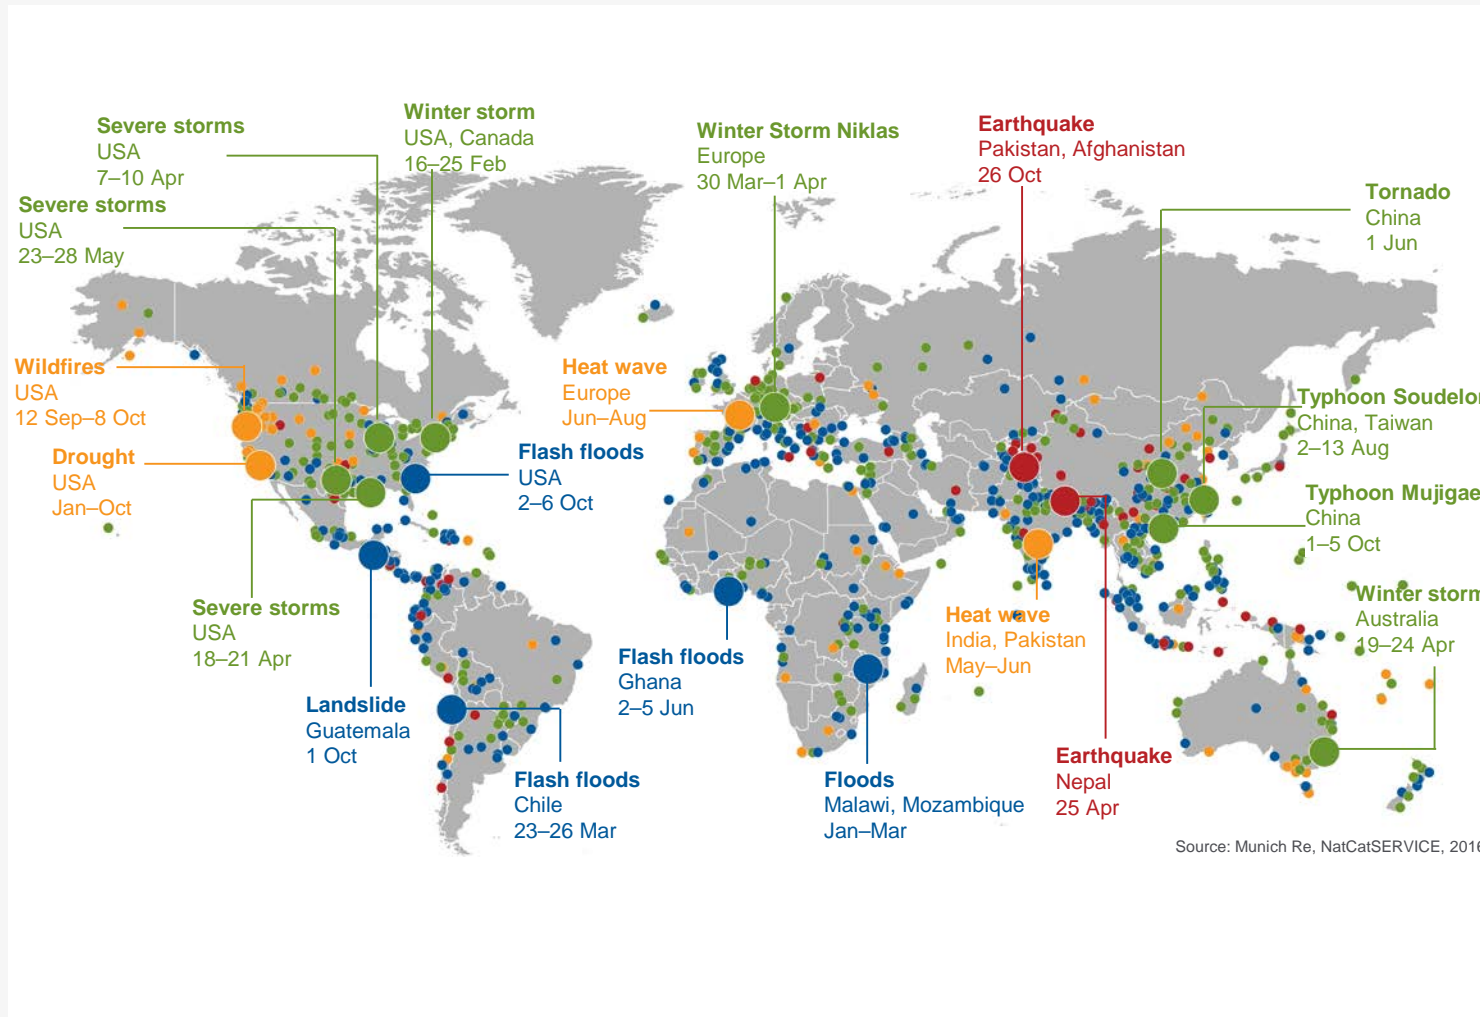 Severe storms
USA
7–10 Apr
Winter storm
USA, Canada
16–25 Feb
Winter Storm Niklas
Europe
30 Mar–1 Apr
Earthquake
Pakistan, Afghanistan
26 Oct
Tornado
China
1 Jun
Severe storms
USA
23–28 May
Wildfires
USA
12 Sep–8 Oct
Heat wave
Europe
Jun–Aug
Typhoon Soudelor
China, Taiwan
2–13 Aug
Drought
USA
Jan–Oct
Flash floods
USA
2–6 Oct
Typhoon Mujigae
China
1–5 Oct
Severe storms
USA
18–21 Apr
Heat wave
India, Pakistan
May–Jun
Winter storm
Australia
19–24 Apr
Flash floods
Ghana
2–5 Jun
Landslide
Guatemala
1 Oct
Flash floods
Chile
23–26 Mar
Floods
Malawi, Mozambique
Jan–Mar
Earthquake
Nepal
25 Apr
Source: Munich Re, NatCatSERVICE, 2016